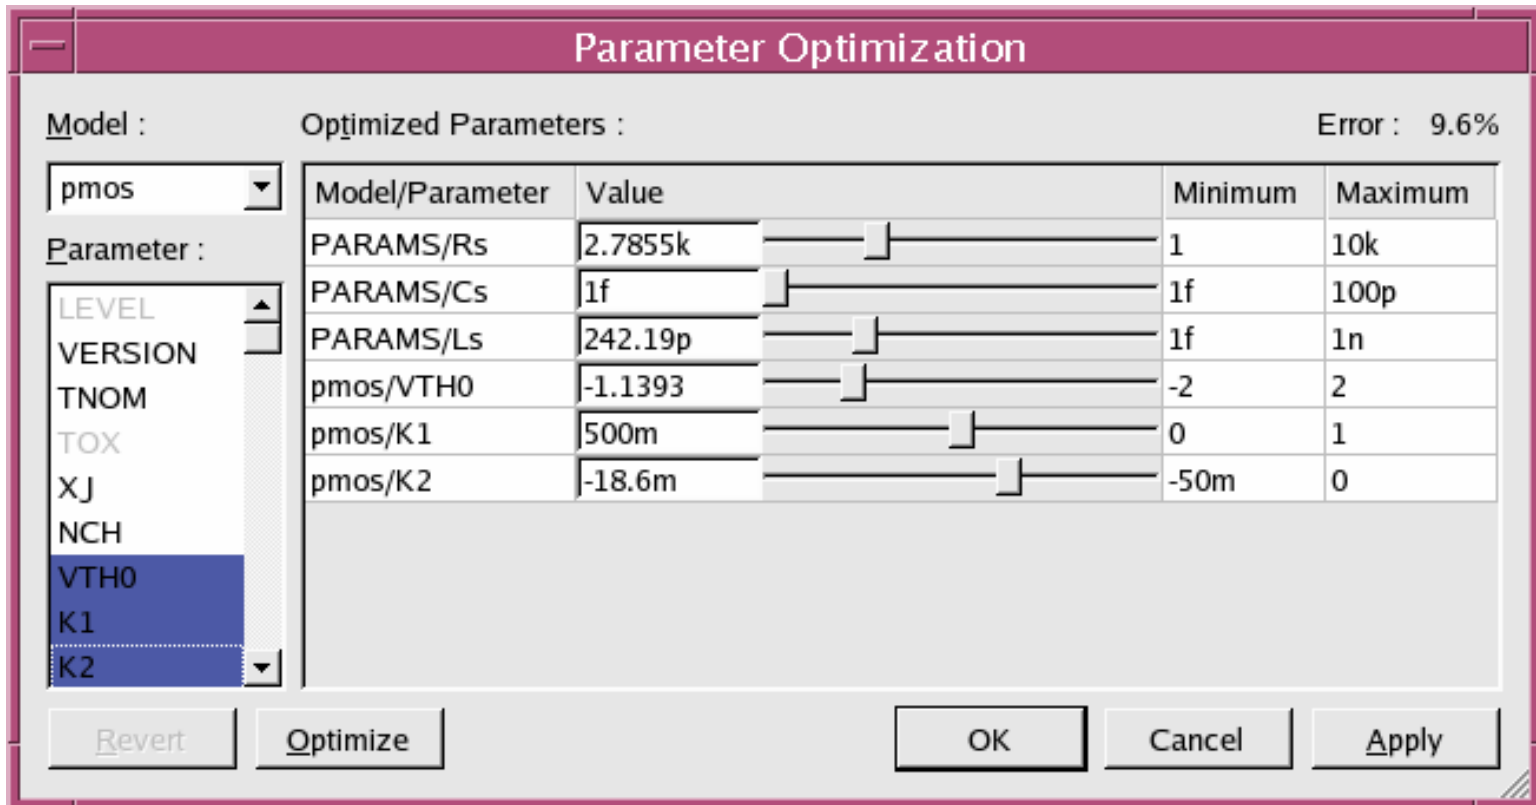 Parameter Optimization
Model :
Optimized Parameters :
Error : 9.6%
pmos
Parameter :
LEVEL
VERSION
TNOM
TOX
XJ
NCH
VTH0
K1
K2
Model/Parameter Value Minimum Maximum
PARAMS/Rs 2.7855k 1 10k
PARAMS/Cs 1f 1f 100p
PARAMS/Ls 242.19p 1f 1n
pmos/VTH0 -1.1393 -2 2
pmos/K1 500m 0 1
pmos/K2 -18.6m -50m 0
Revert Optimize OK Cancel Apply